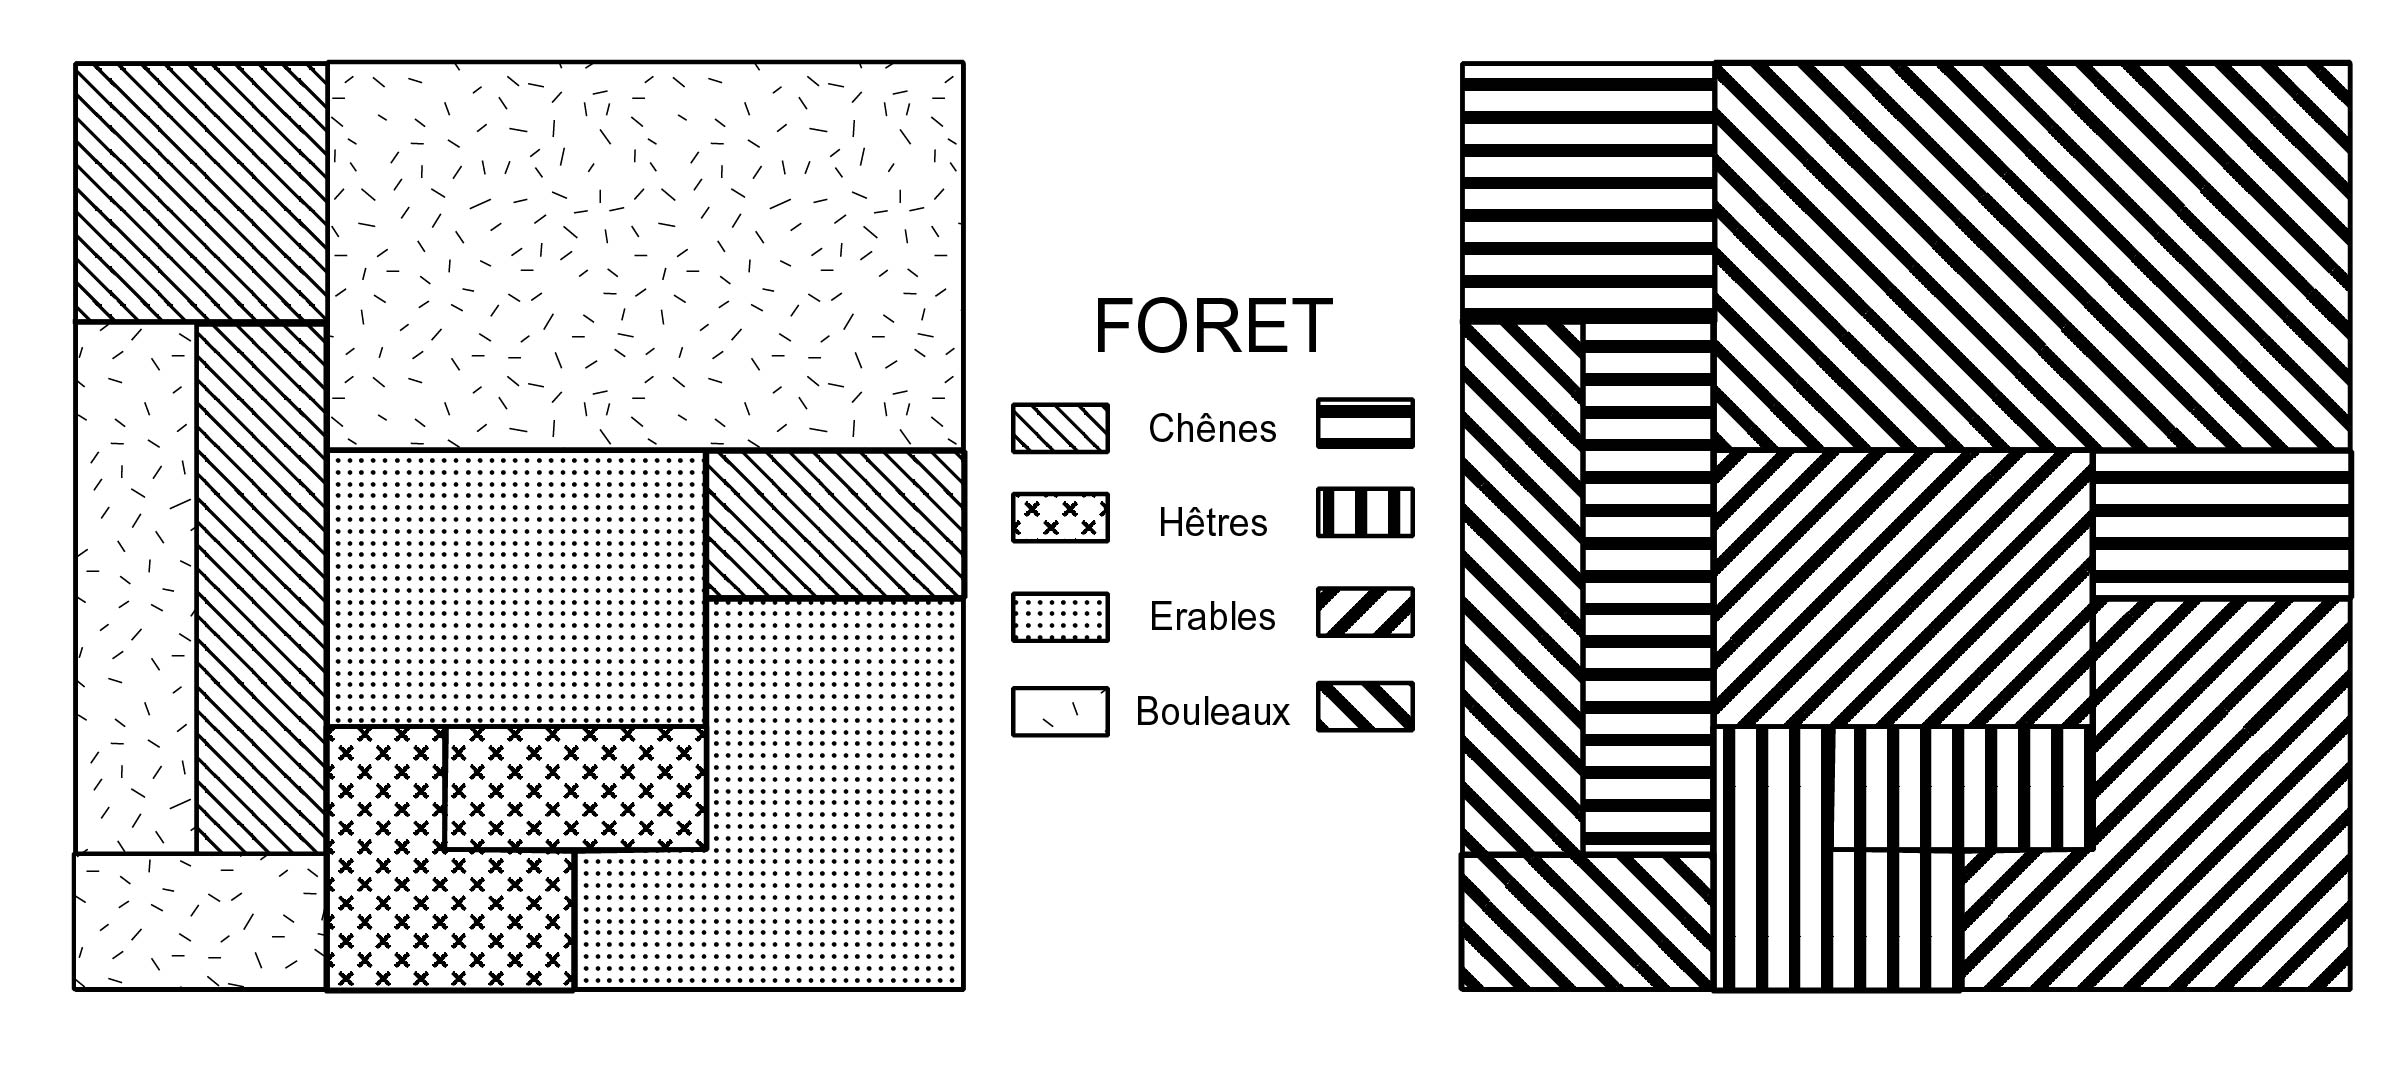 FORET
Chênes
Hêtres
Erables
Bouleaux